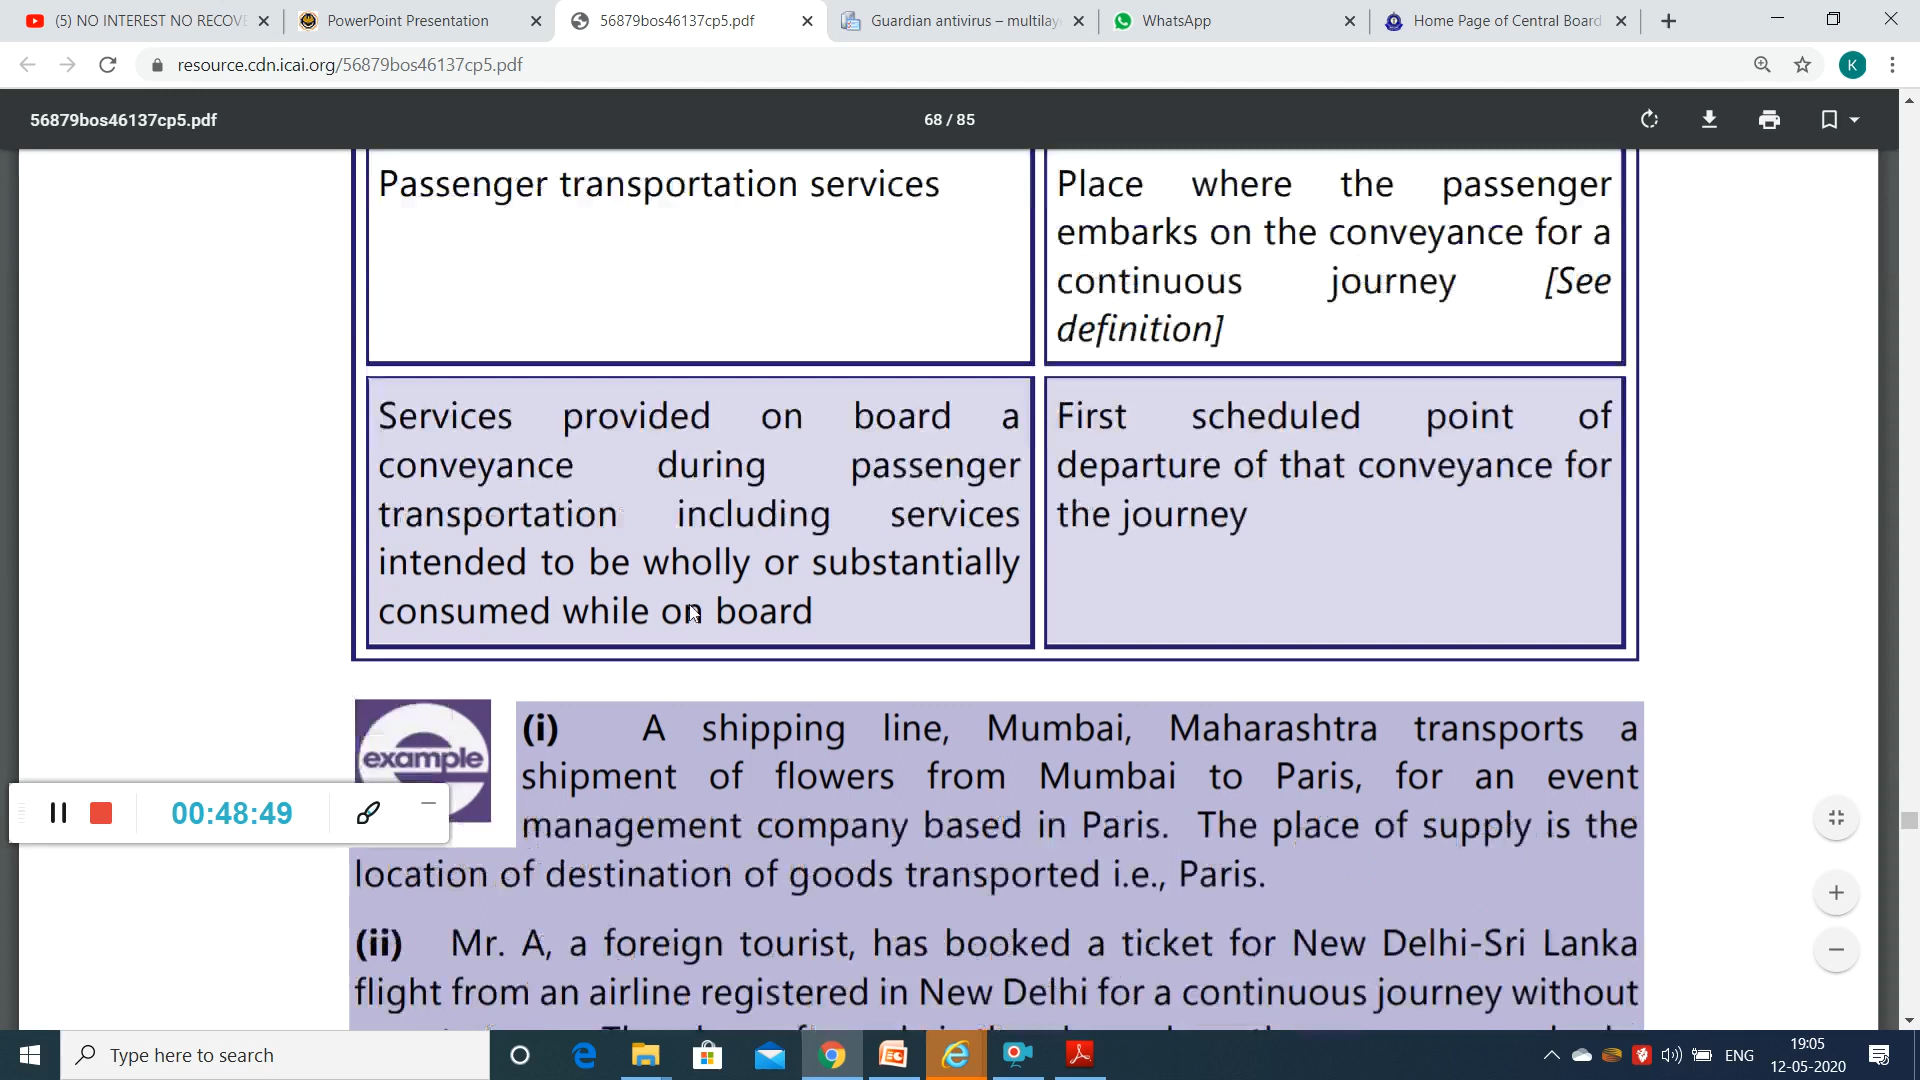 (5) NO INTEREST NO RECOVE
PowerPoint Presentation
56879bos46137cp5.pdf
Guardian antivirus – multilay
WhatsApp
Home Page of Central Board
resource.cdn.icai.org/56879bos46137cp5.pdf
K
56879bos46137cp5.pdf
68 / 85
Passenger transportation services
Place where the passenger
embarks on the conveyance for a
continuous journey [See
definition]
Services provided on board a
conveyance during passenger
transportation including services
intended to be wholly or substantially
consumed while on board
First scheduled point of
departure of that conveyance for
the journey
example
(i) A shipping line, Mumbai, Maharashtra transports a
shipment of flowers from Mumbai to Paris, for an event
management company based in Paris. The place of supply is the
location of destination of goods transported i.e., Paris.
(ii) Mr. A, a foreign tourist, has booked a ticket for New Delhi-Sri Lanka
flight from an airline registered in New Delhi for a continuous journey without
00:48:49
Type here to search
ENG
19:05
12-05-2020